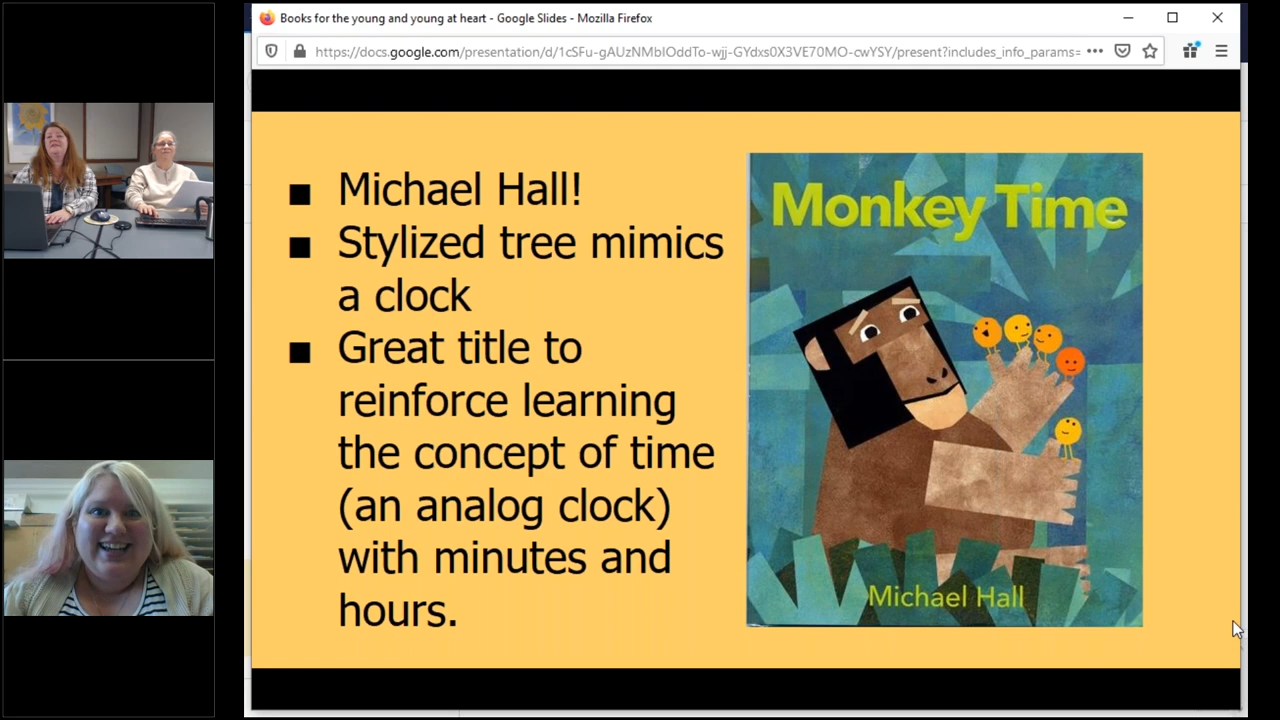 Books for the young and young at heart - Google Slides - Mozilla Firefox
https://docs.google.com/presentation/d/1cSFu-gAUzNMbIOddTo-wjj-GYdxs0X3VE70MO-cwYSY/present?includes_info_params=
■ Michael Hall!
■ Stylized tree mimics
a clock
■ Great title to
reinforce learning
the concept of time
(an analog clock)
with minutes and
hours.
Monkey Time
Michael Hall